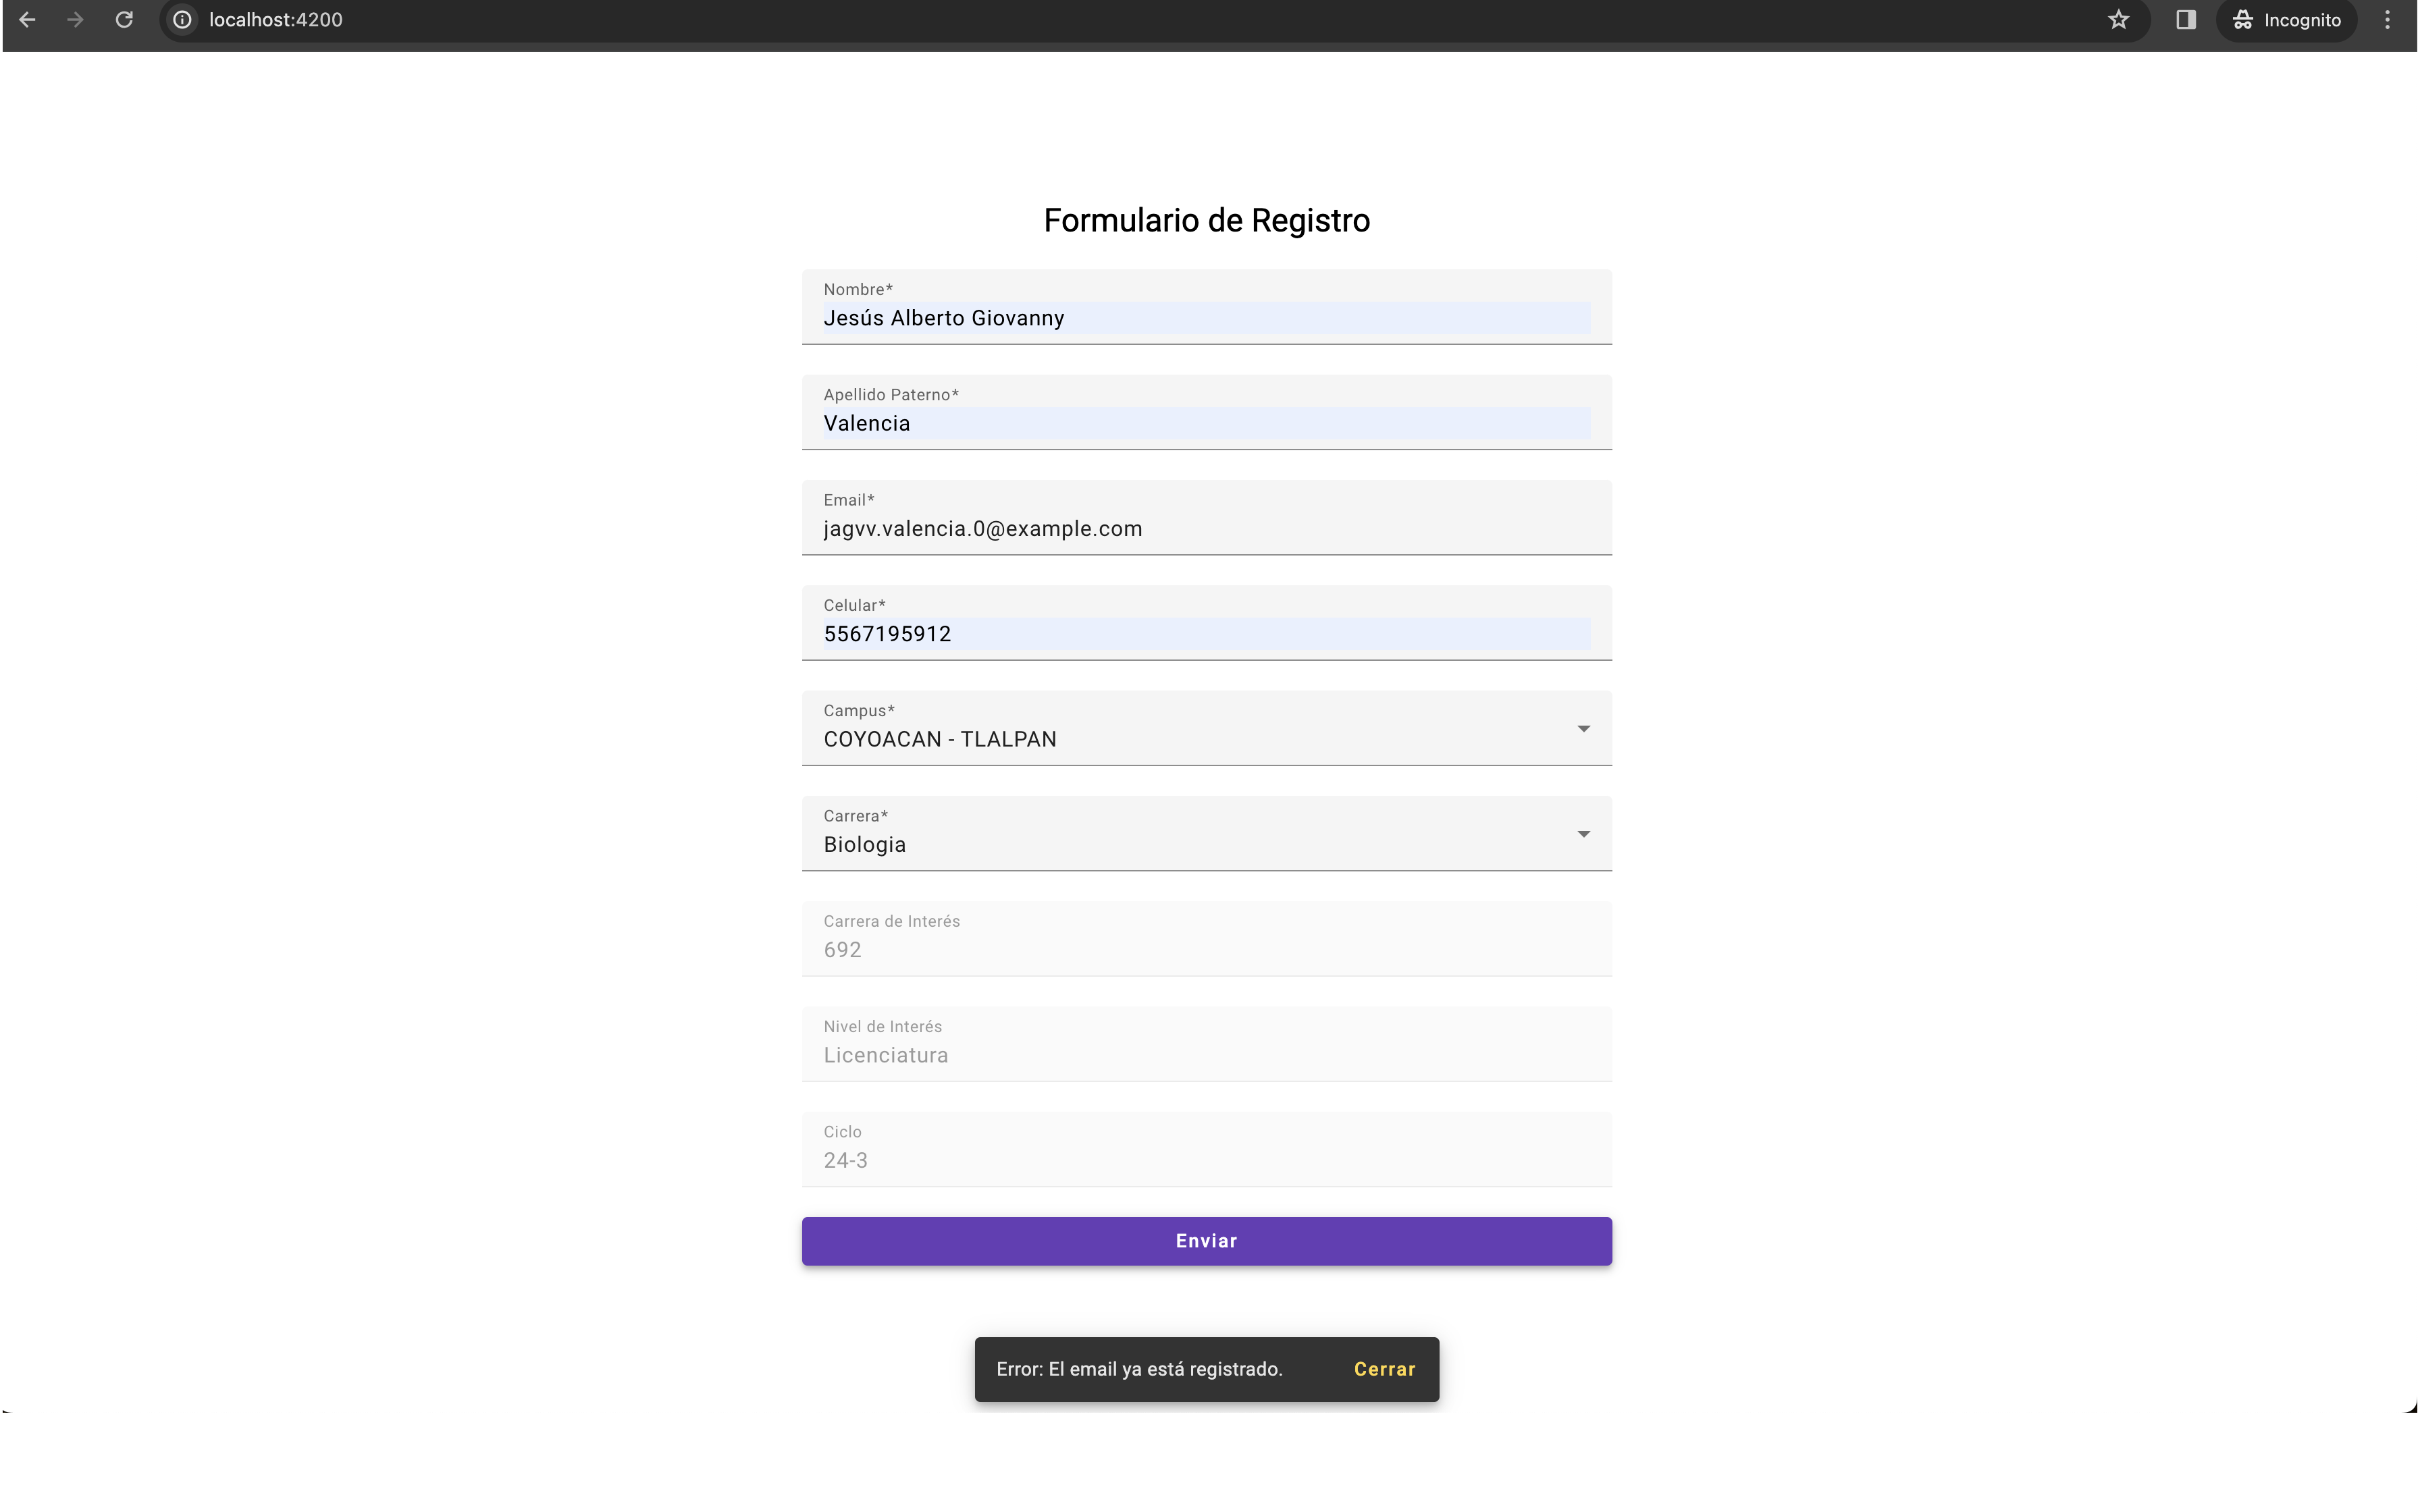 localhost:4200
Incognito
Formulario de Registro
Nombre*
Jesús Alberto Giovanny
Apellido Paterno*
Valencia
Email*
jagvv.valencia.0@example.com
Celular*
5567195912
Campus*
COYOACAN - TLALPAN
Carrera*
Biologia
Carrera de Interés
692
Nivel de Interés
Licenciatura
Ciclo
24-3
Enviar
Error: El email ya está registrado.
Cerrar